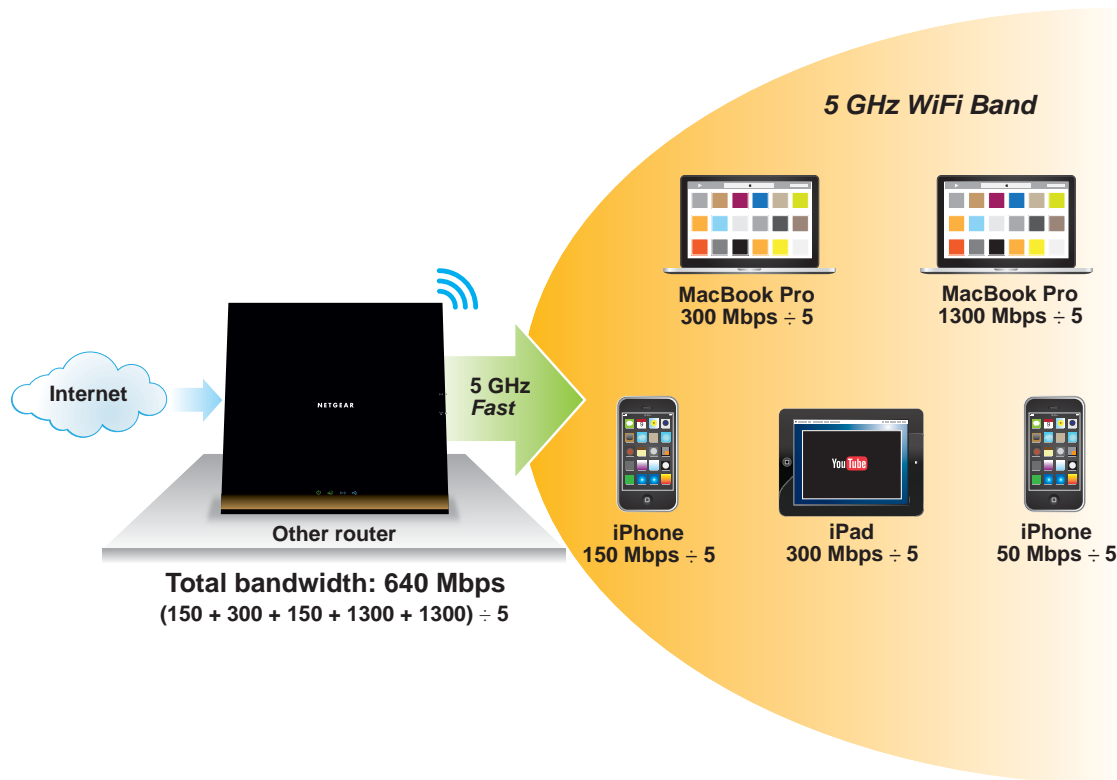 5 GHz WiFi Band
MacBook Pro
300 Mbps ÷ 5
MacBook Pro
1300 Mbps ÷ 5
Internet
NETGEAR
5 GHz
Fast
You Tube
Other router
iPhone
150 Mbps ÷ 5
iPad
300 Mbps ÷ 5
iPhone
50 Mbps ÷ 5
Total bandwidth: 640 Mbps
(150 + 300 + 150 + 1300 + 1300) ÷ 5